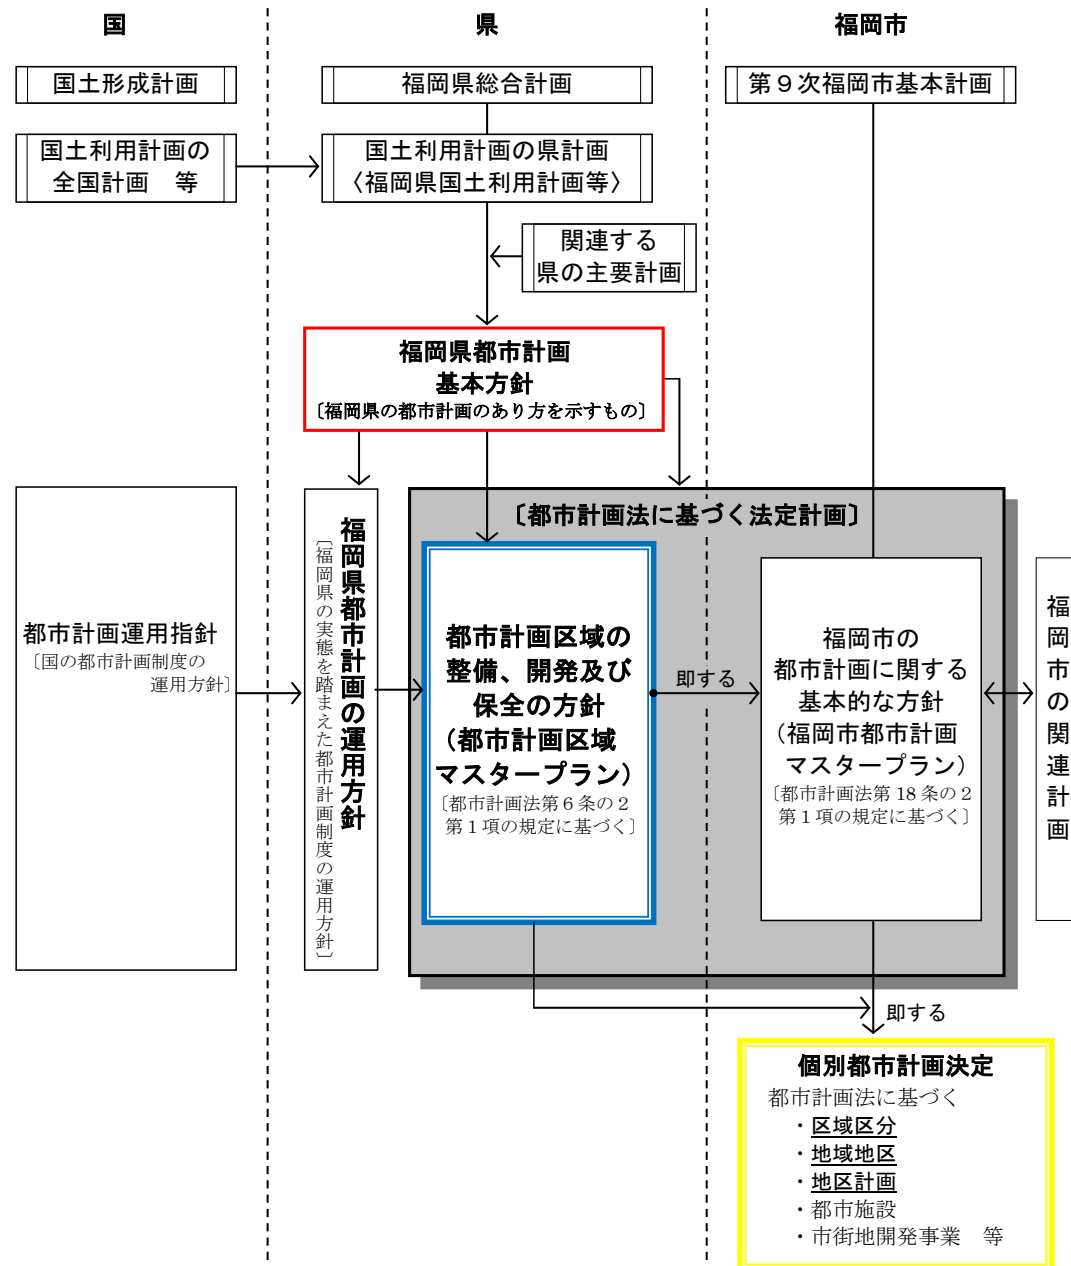 国
県
福岡市
国土形成計画
福岡県総合計画
第９次福岡市基本計画
国土利用計画の
全国計画　等
国土利用計画の県計画
〈福岡県国土利用計画等〉
関連する
県の主要計画
福岡県都市計画
基本方針
〔福岡県の都市計画のあり方を示すもの〕
都市計画運用指針
〔国の都市計画制度の
運用方針〕
福岡県都市計画の運用方針
〔福岡県の実態を踏まえた都市計画制度の運用方針〕
〔都市計画法に基づく法定計画〕
都市計画区域の
整備、開発及び
保全の方針
（都市計画区域
マスタープラン）
〔都市計画法第６条の２
第１項の規定に基づく〕
即する
福岡市の
都市計画に関する
基本的な方針
（福岡市都市計画
マスタープラン）
〔都市計画法第 18 条の２
第１項の規定に基づく〕
福岡市の関連計画
即する
個別都市計画決定
都市計画法に基づく
・区域区分
・地域地区
・地区計画
・都市施設
・市街地開発事業　等